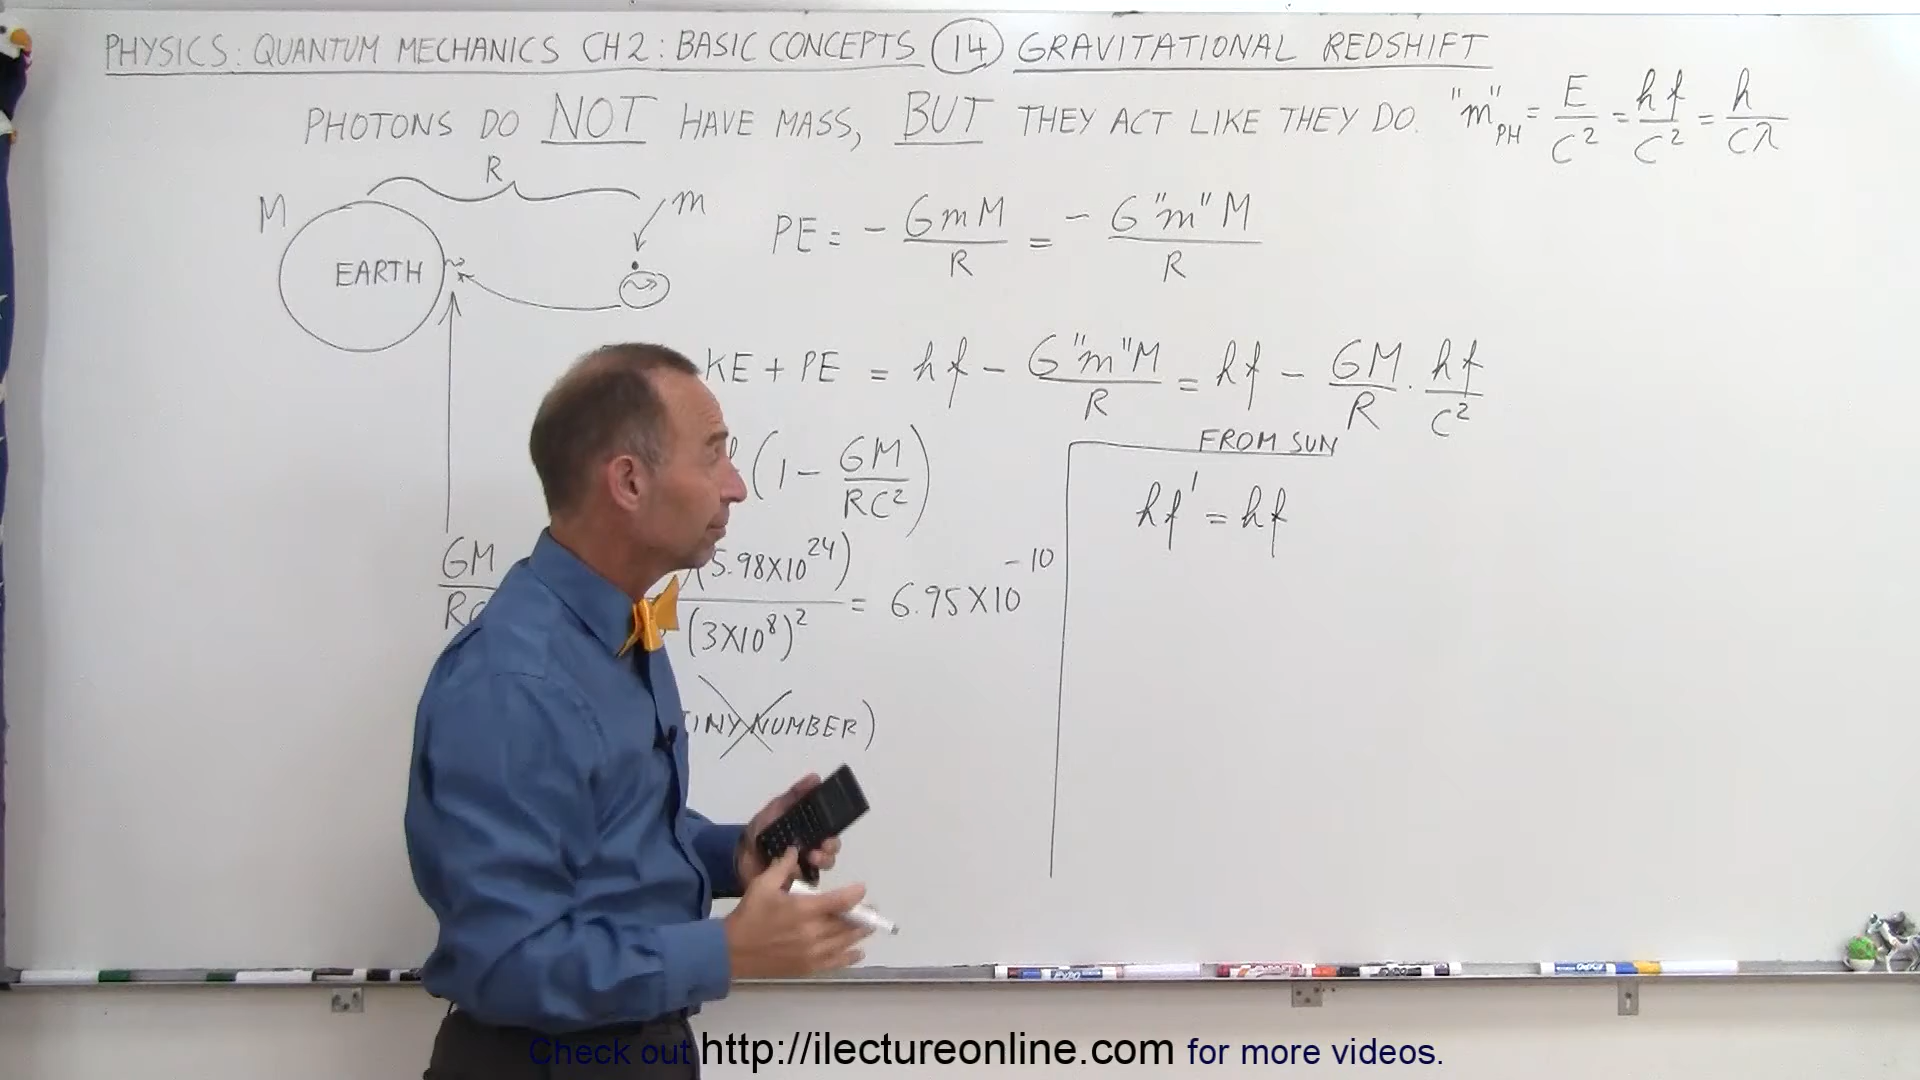 PHYSICS: QUANTUM MECHANICS CH2: BASIC CONCEPTS 14 GRAVITATIONAL REDSHIFT
PHOTONS DO NOT HAVE MASS, BUT THEY ACT LIKE THEY DO. "m"PH = E/C² = hf/C² = h/Cλ
R
M
m
EARTH
PE = - GmM/R = - G"m"M/R
KE + PE = hf - G"m"M/R = hf - GM/R · hf/C²
(1 - GM/RC²)
GM
(5.98X10²⁴)/(3X10⁸)² = 6.95X10⁻¹⁰
NUMBER)
FROM SUN
hf' = hf
EXPO
Check out http://ilectureonline.com for more videos.